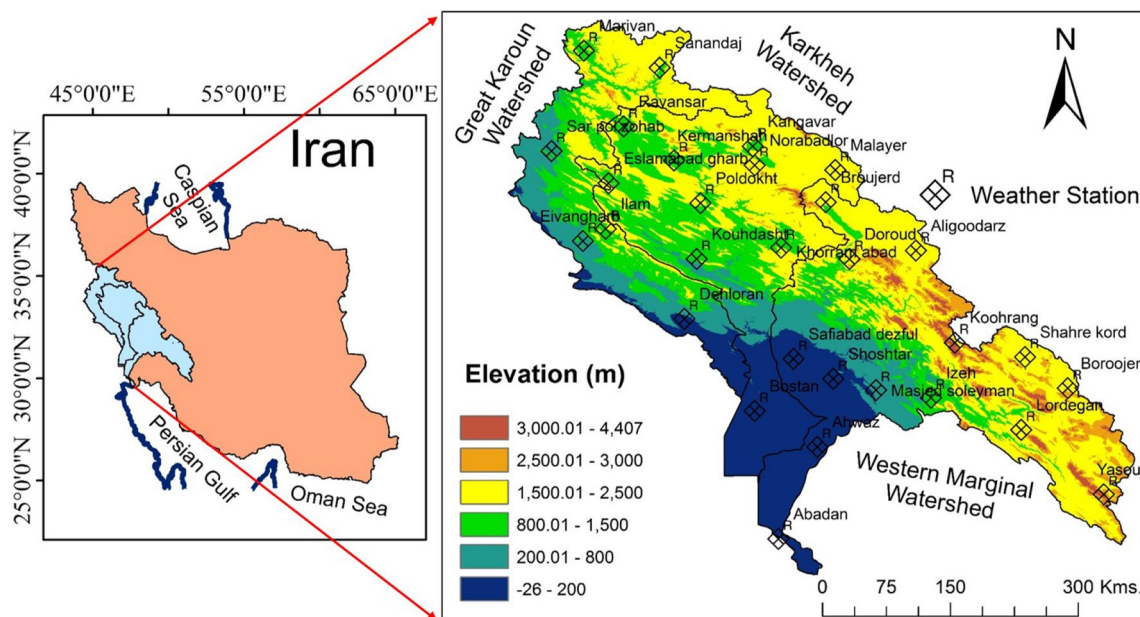 45°0'0"E
55°0'0"E
65°0'0"E
40°0'0"N
35°0'0"N
30°0'0"N
25°0'0"N
Iran
Caspian
Sea
Persian Gulf
Oman Sea
Great Karoun
Watershed
Karkheh
Watershed
Western Marginal
Watershed
N
R
Weather Station
Marivan
Sanandaj
Ravansar
Kangavar
Sar pol zohab
Kermanshah
Norabadlor
Malayer
Eslamabad gharb
Poldokht
Broujerd
Ilam
Aligoodarz
Eivangharb
Kouhdasht
Doroud
Khorram abad
Dehloran
Koohrang
Safiabad dezful
Shahre kord
Shoshtar
Izeh
Boroojen
Bostan
Masjed soleyman
Lordegan
Ahwaz
Yasouj
Abadan
Elevation (m)
3,000.01 - 4,407
2,500.01 - 3,000
1,500.01 - 2,500
800.01 - 1,500
200.01 - 800
-26 - 200
0 75 150 300 Kms.